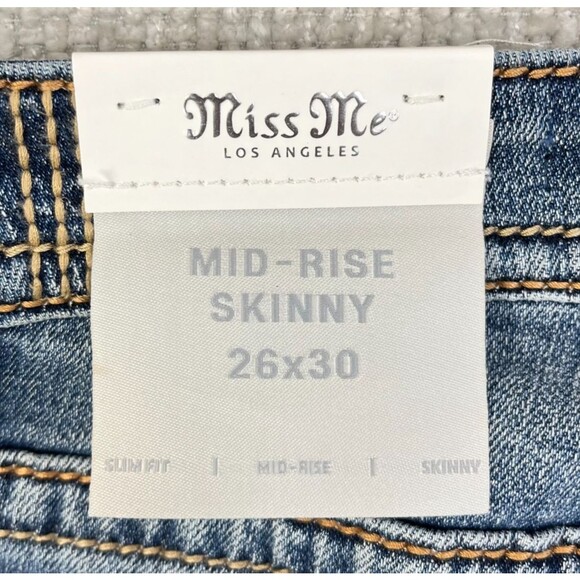 Miss Me®
LOS ANGELES
MID-RISE
SKINNY
26x30
SLIM FIT | MID-RISE | SKINNY